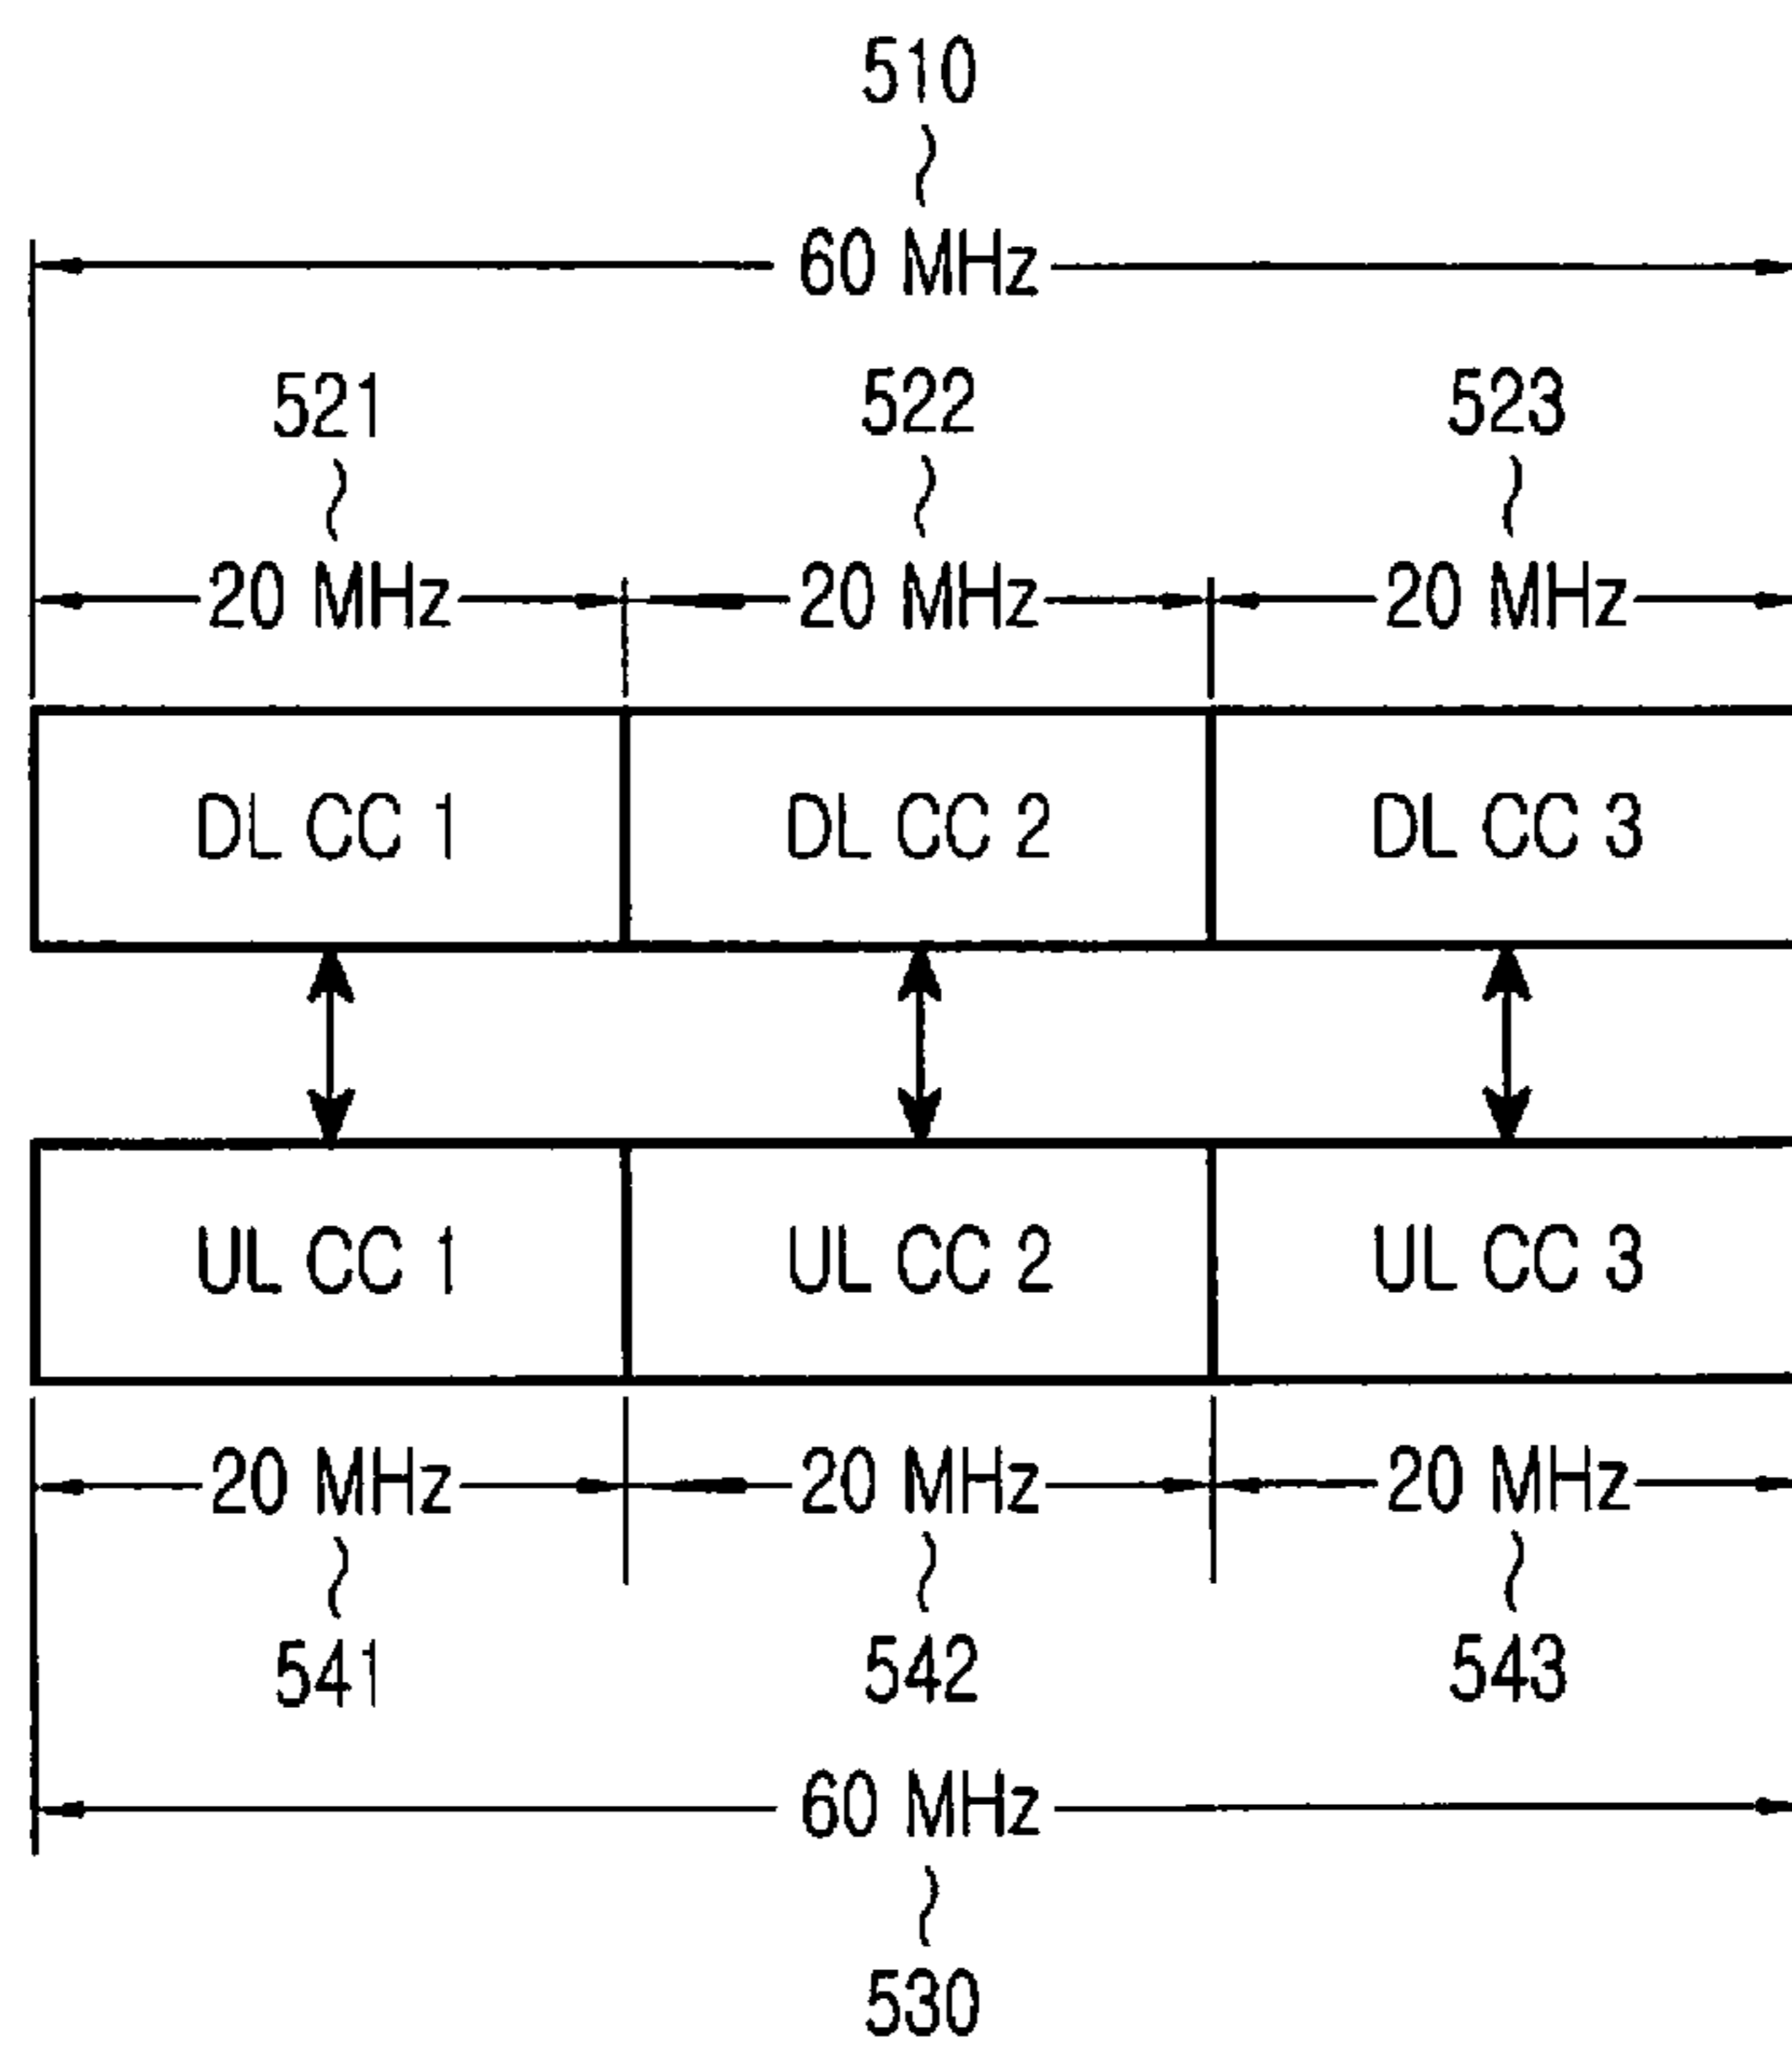 510
60 MHz
521 522 523
20 MHz 20 MHz 20 MHz
DL CC 1 DL CC 2 DL CC 3
UL CC 1 UL CC 2 UL CC 3
20 MHz 20 MHz 20 MHz
541 542 543
60 MHz
530